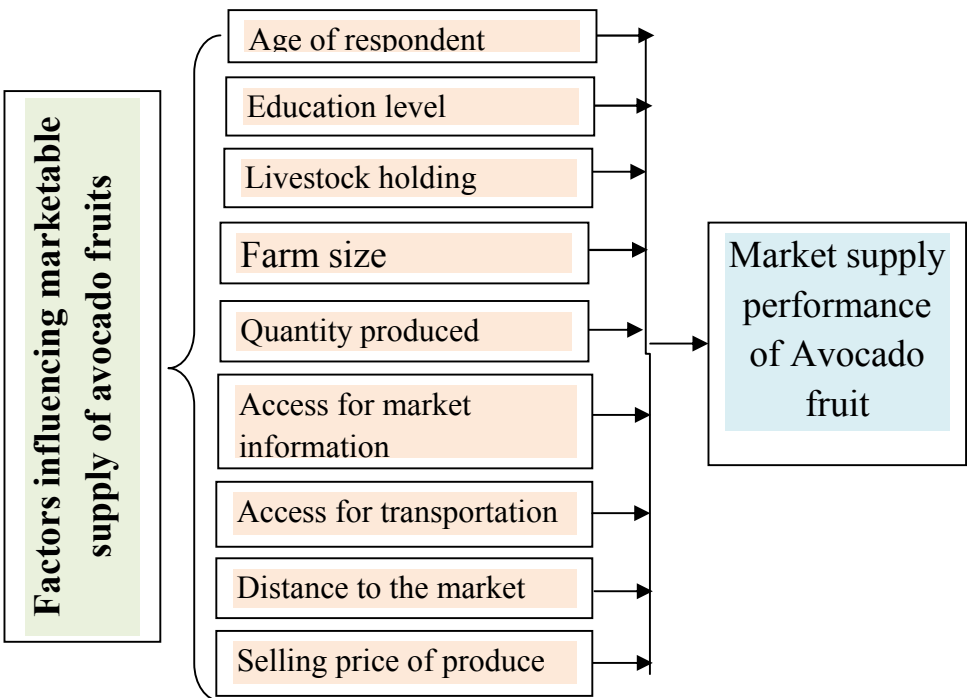 Factors influencing marketable
supply of avocado fruits
Age of respondent
Education level
Livestock holding
Farm size
Quantity produced
Access for market
information
Access for transportation
Distance to the market
Selling price of produce
Market supply
performance
of Avocado
fruit